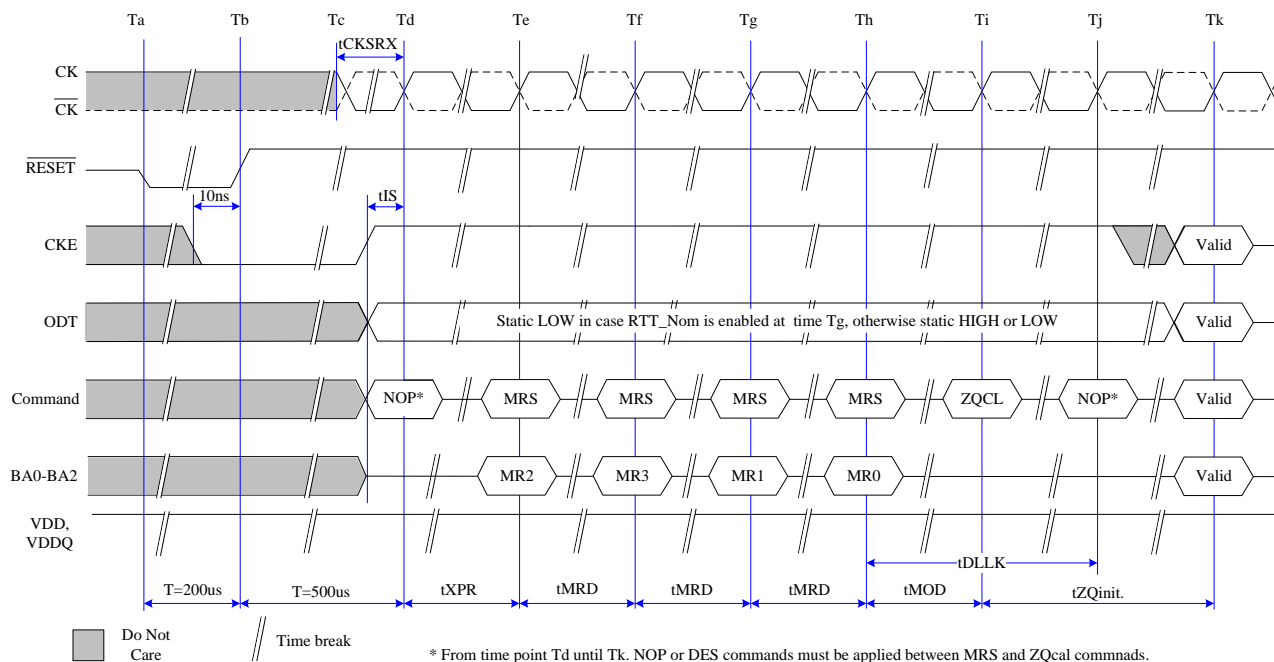 Ta Tb Tc Td Te Tf Tg Th Ti Tj Tk
tCKSRX
CK
CK
RESET
10ns
tIS
CKE
Valid
ODT
Static LOW in case RTT_Nom is enabled at time Tg, otherwise static HIGH or LOW
Valid
Command
NOP* MRS MRS MRS MRS ZQCL NOP* Valid
BA0-BA2
MR2 MR3 MR1 MR0 Valid
VDD,
VDDQ
tDLLK
T=200us T=500us tXPR tMRD tMRD tMRD tMOD tZQinit.
Do Not
Care
Time break
* From time point Td until Tk. NOP or DES commands must be applied between MRS and ZQcal commnads.